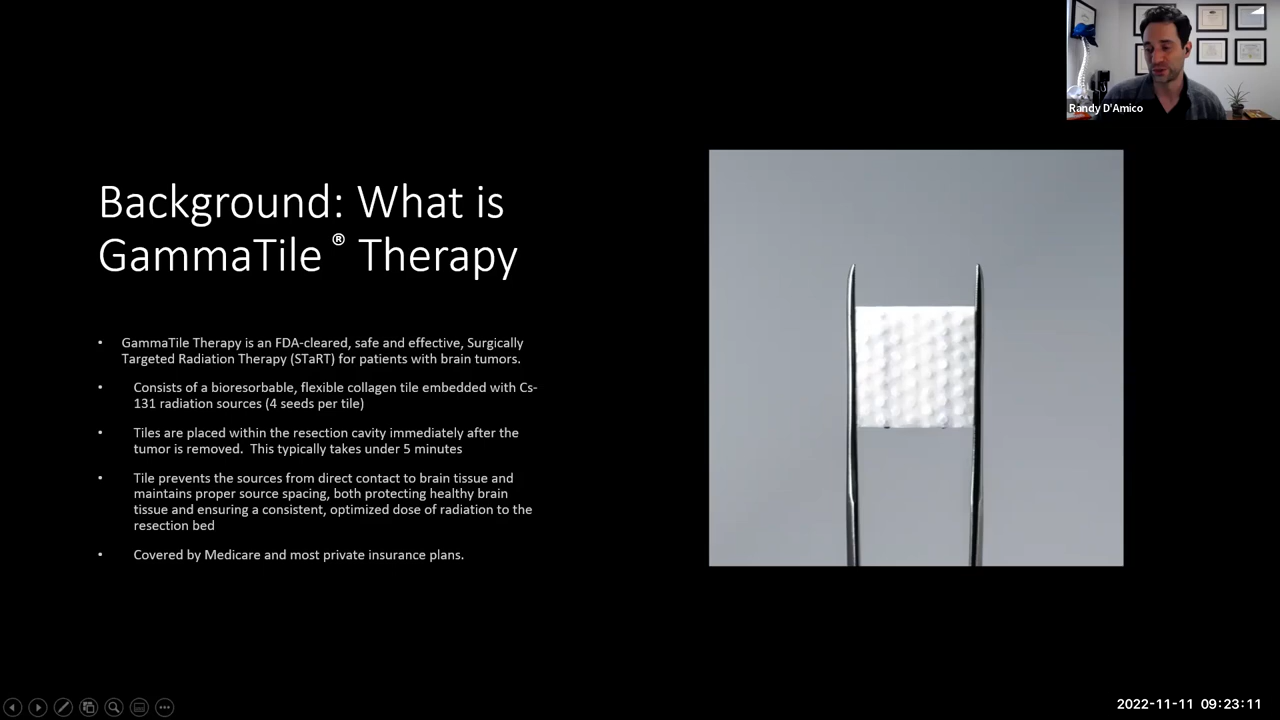 Randy D'Amico
Background: What is
GammaTile ® Therapy
• GammaTile Therapy is an FDA-cleared, safe and effective, Surgically
Targeted Radiation Therapy (STaRT) for patients with brain tumors.
• Consists of a bioresorbable, flexible collagen tile embedded with Cs-
131 radiation sources (4 seeds per tile)
• Tiles are placed within the resection cavity immediately after the
tumor is removed.  This typically takes under 5 minutes
• Tile prevents the sources from direct contact to brain tissue and
maintains proper source spacing, both protecting healthy brain
tissue and ensuring a consistent, optimized dose of radiation to the
resection bed
• Covered by Medicare and most private insurance plans.
2022-11-11 09:23:11